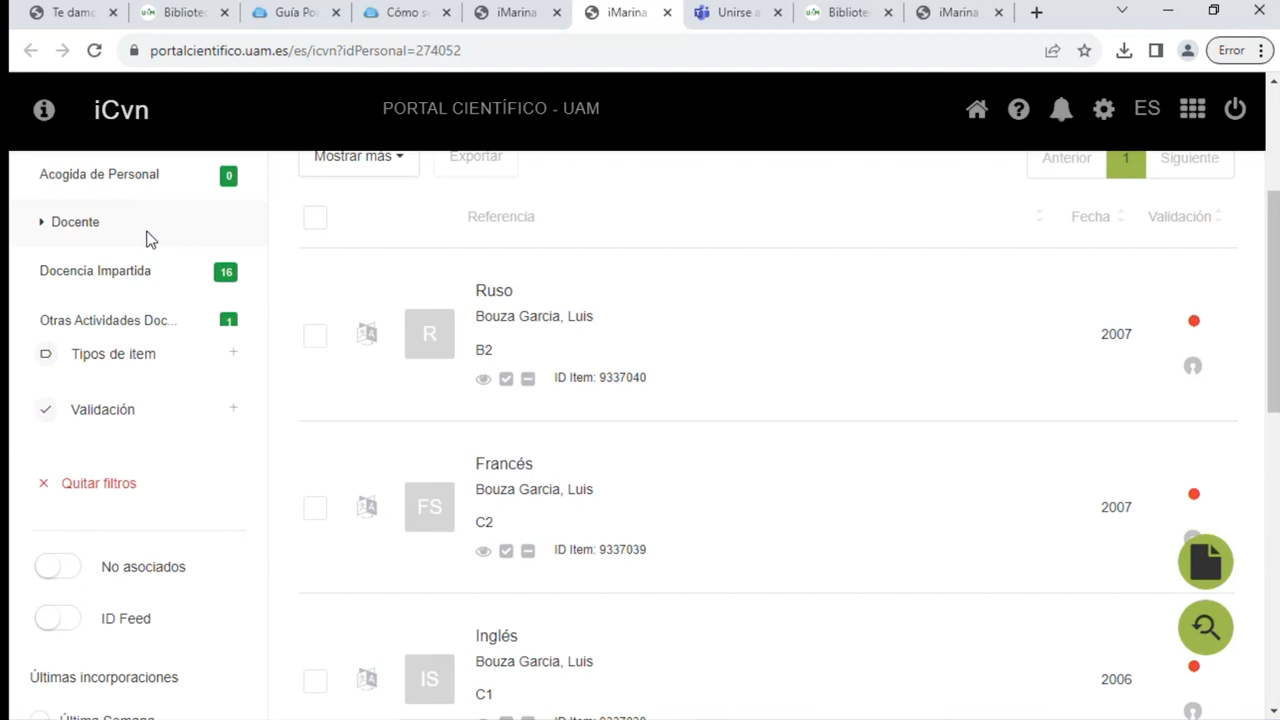 Te damo
Bibliote
Guía Po
Cómo s
iMarina
iMarina
Unirse a
Bibliote
iMarina
portalcientifico.uam.es/es/icvn?idPersonal=274052
Error
iCvn
PORTAL CIENTÍFICO - UAM
ES
Acogida de Personal
0
Mostrar más
Exportar
Anterior
1
Siguiente
Docente
Referencia
Fecha
Validación
Docencia Impartida
16
Otras Actividades Doc...
1
Tipos de item
Validación
Quitar filtros
No asociados
ID Feed
Últimas incorporaciones
Última Semana
R
Ruso
Bouza Garcia, Luis
B2
ID Item: 9337040
2007
FS
Francés
Bouza Garcia, Luis
C2
ID Item: 9337039
2007
IS
Inglés
Bouza Garcia, Luis
C1
2006